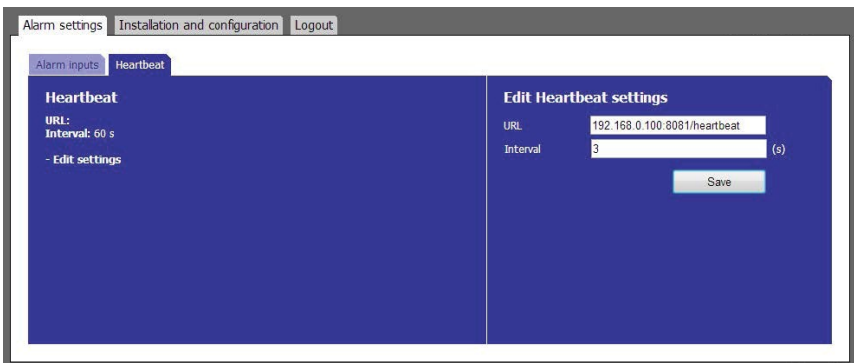 Alarm settings Installation and configuration Logout
Alarm inputs Heartbeat
Heartbeat
URL:
Interval: 60 s
- Edit settings
Edit Heartbeat settings
URL 192.168.0.100:8081/heartbeat
Interval 3 (s)
Save